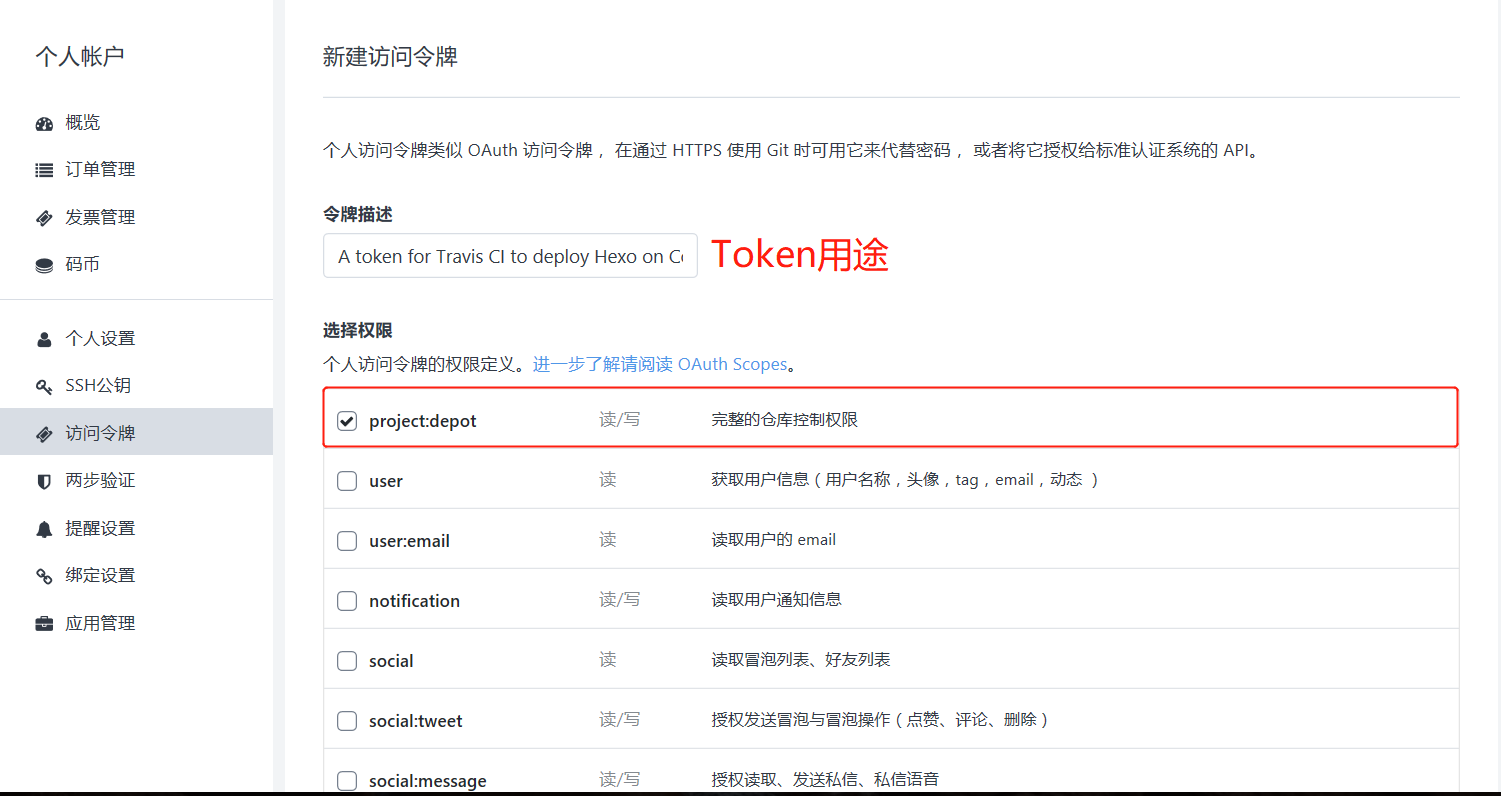 个人帐户
概览
订单管理
发票管理
码币
个人设置
SSH公钥
访问令牌
两步验证
提醒设置
绑定设置
应用管理
新建访问令牌
个人访问令牌类似 OAuth 访问令牌 ，在通过 HTTPS 使用 Git 时可用它来代替密码 ，或者将它授权给标准认证系统的 API。
令牌描述
A token for Travis CI to deploy Hexo on Co
Token用途
选择权限
个人访问令牌的权限定义。进一步了解请阅读 OAuth Scopes。
project:depot 读/写 完整的仓库控制权限
user 读 获取用户信息（用户名称，头像，tag，email，动态 ）
user:email 读 读取用户的 email
notification 读/写 读取用户通知信息
social 读 读取冒泡列表、好友列表
social:tweet 读/写 授权发送冒泡与冒泡操作（点赞、评论、删除）
social:message 读/写 授权读取、发送私信、私信语音